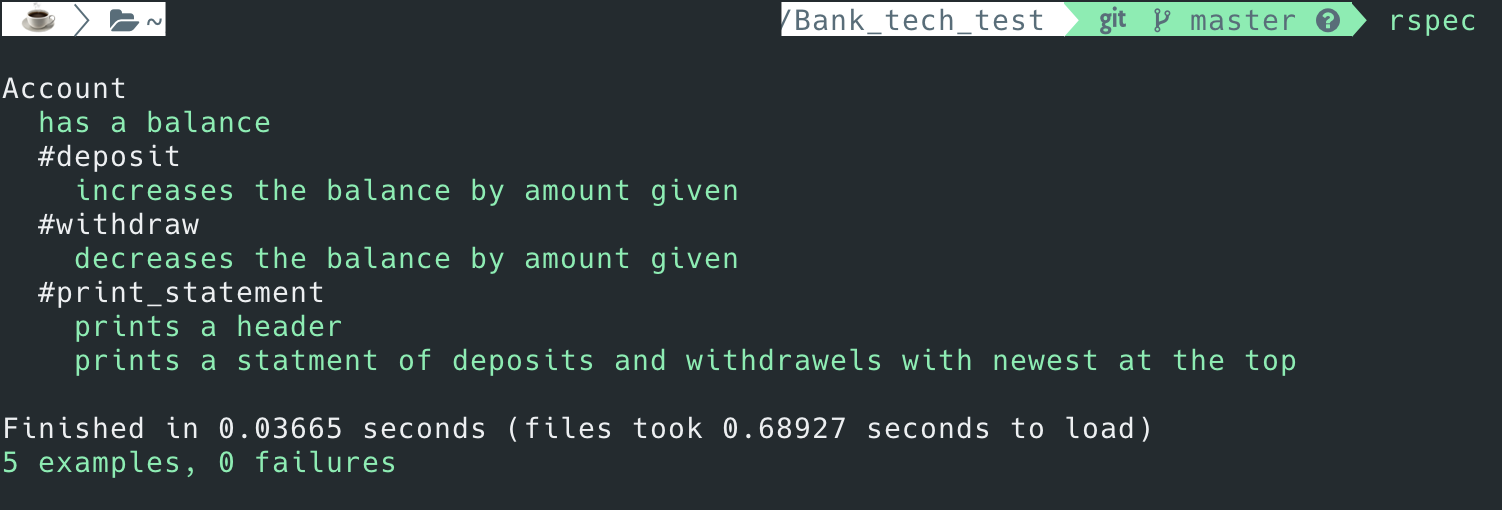 ~ /Bank_tech_test git master ? rspec
Account
has a balance
#deposit
increases the balance by amount given
#withdraw
decreases the balance by amount given
#print_statement
prints a header
prints a statment of deposits and withdrawels with newest at the top
Finished in 0.03665 seconds (files took 0.68927 seconds to load)
5 examples, 0 failures